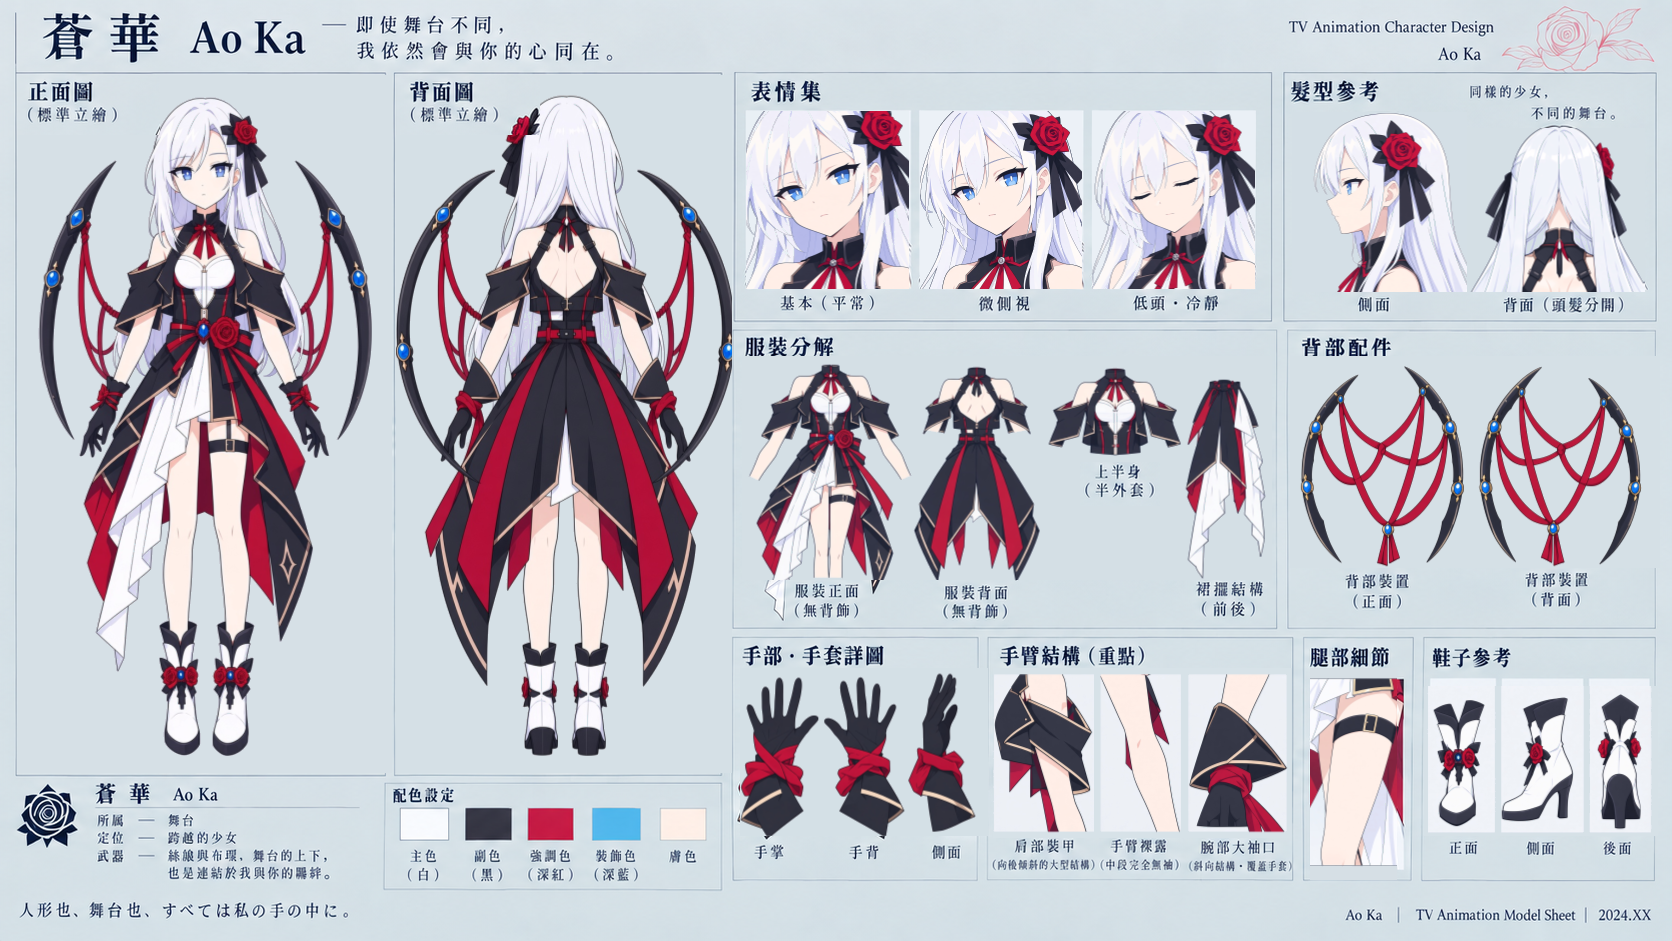 蒼華 Ao Ka
── 即使舞台不同，
我依然會與你的心同在。
TV Animation Character Design
Ao Ka
正面圖
（標準立繪）
背面圖
（標準立繪）
表情集
基本（平常）
微側視
低頭・冷靜
髮型參考
同樣的少女，
不同的舞台。
側面
背面（頭髮分開）
服裝分解
服裝正面
（無背飾）
服裝背面
（無背飾）
上半身
（半外套）
裙擺結構
（前後）
背部配件
背部裝置
（正面）
背部裝置
（背面）
手部・手套詳圖
手掌
手背
側面
手臂結構（重點）
肩部裝甲
（向後傾斜的大型結構）
手臂裸露
（中段完全無袖）
腕部大袖口
（斜向結構・覆蓋手套）
腿部細節
鞋子參考
正面
側面
後面
蒼華 Ao Ka
所属 ── 舞台
定位 ── 跨越的少女
武器 ── 絲線與布環，舞台的上下，
也是連結於我與你的羈絆。
配色設定
主色
（白）
副色
（黑）
強調色
（深紅）
裝飾色
（深藍）
膚色
人形也、舞台也、すべては私の手の中に。
Ao Ka | TV Animation Model Sheet | 2024.XX